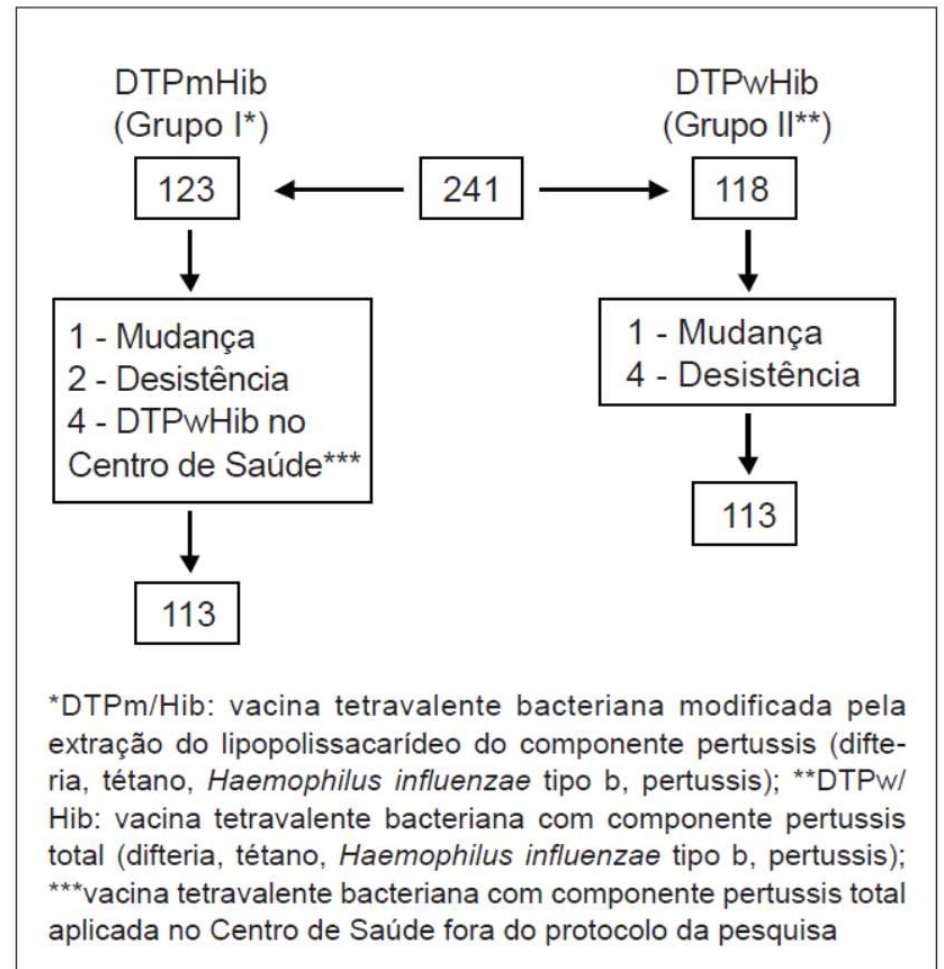 DTPmHib
(Grupo I*)
DTPwHib
(Grupo II**)
123
241
118
1 - Mudança
2 - Desistência
4 - DTPwHib no
Centro de Saúde***
1 - Mudança
4 - Desistência
113
113
*DTPm/Hib: vacina tetravalente bacteriana modificada pela
extração do lipopolissacarídeo do componente pertussis (difte-
ria, tétano, Haemophilus influenzae tipo b, pertussis); **DTPw/
Hib: vacina tetravalente bacteriana com componente pertussis
total (difteria, tétano, Haemophilus influenzae tipo b, pertussis);
***vacina tetravalente bacteriana com componente pertussis total
aplicada no Centro de Saúde fora do protocolo da pesquisa